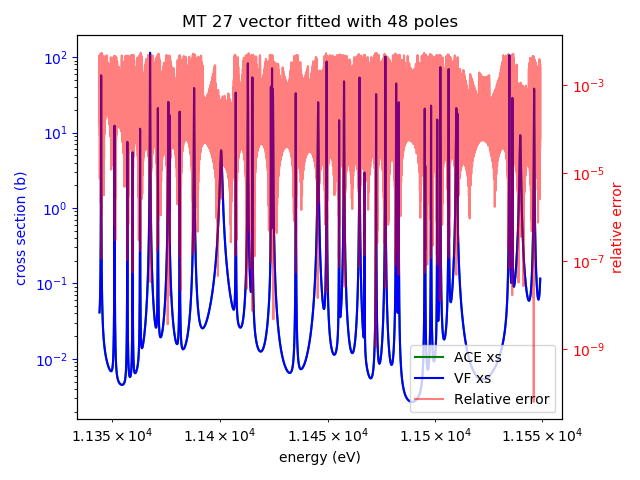 MT 27 vector fitted with 48 poles
cross section (b)
10²
10¹
10⁰
10⁻¹
10⁻²
10⁻³
10⁻⁵
10⁻⁷
10⁻⁹
relative error
ACE xs
VF xs
Relative error
1.135 × 10⁴
1.14 × 10⁴
1.145 × 10⁴
1.15 × 10⁴
1.155 × 10⁴
energy (eV)